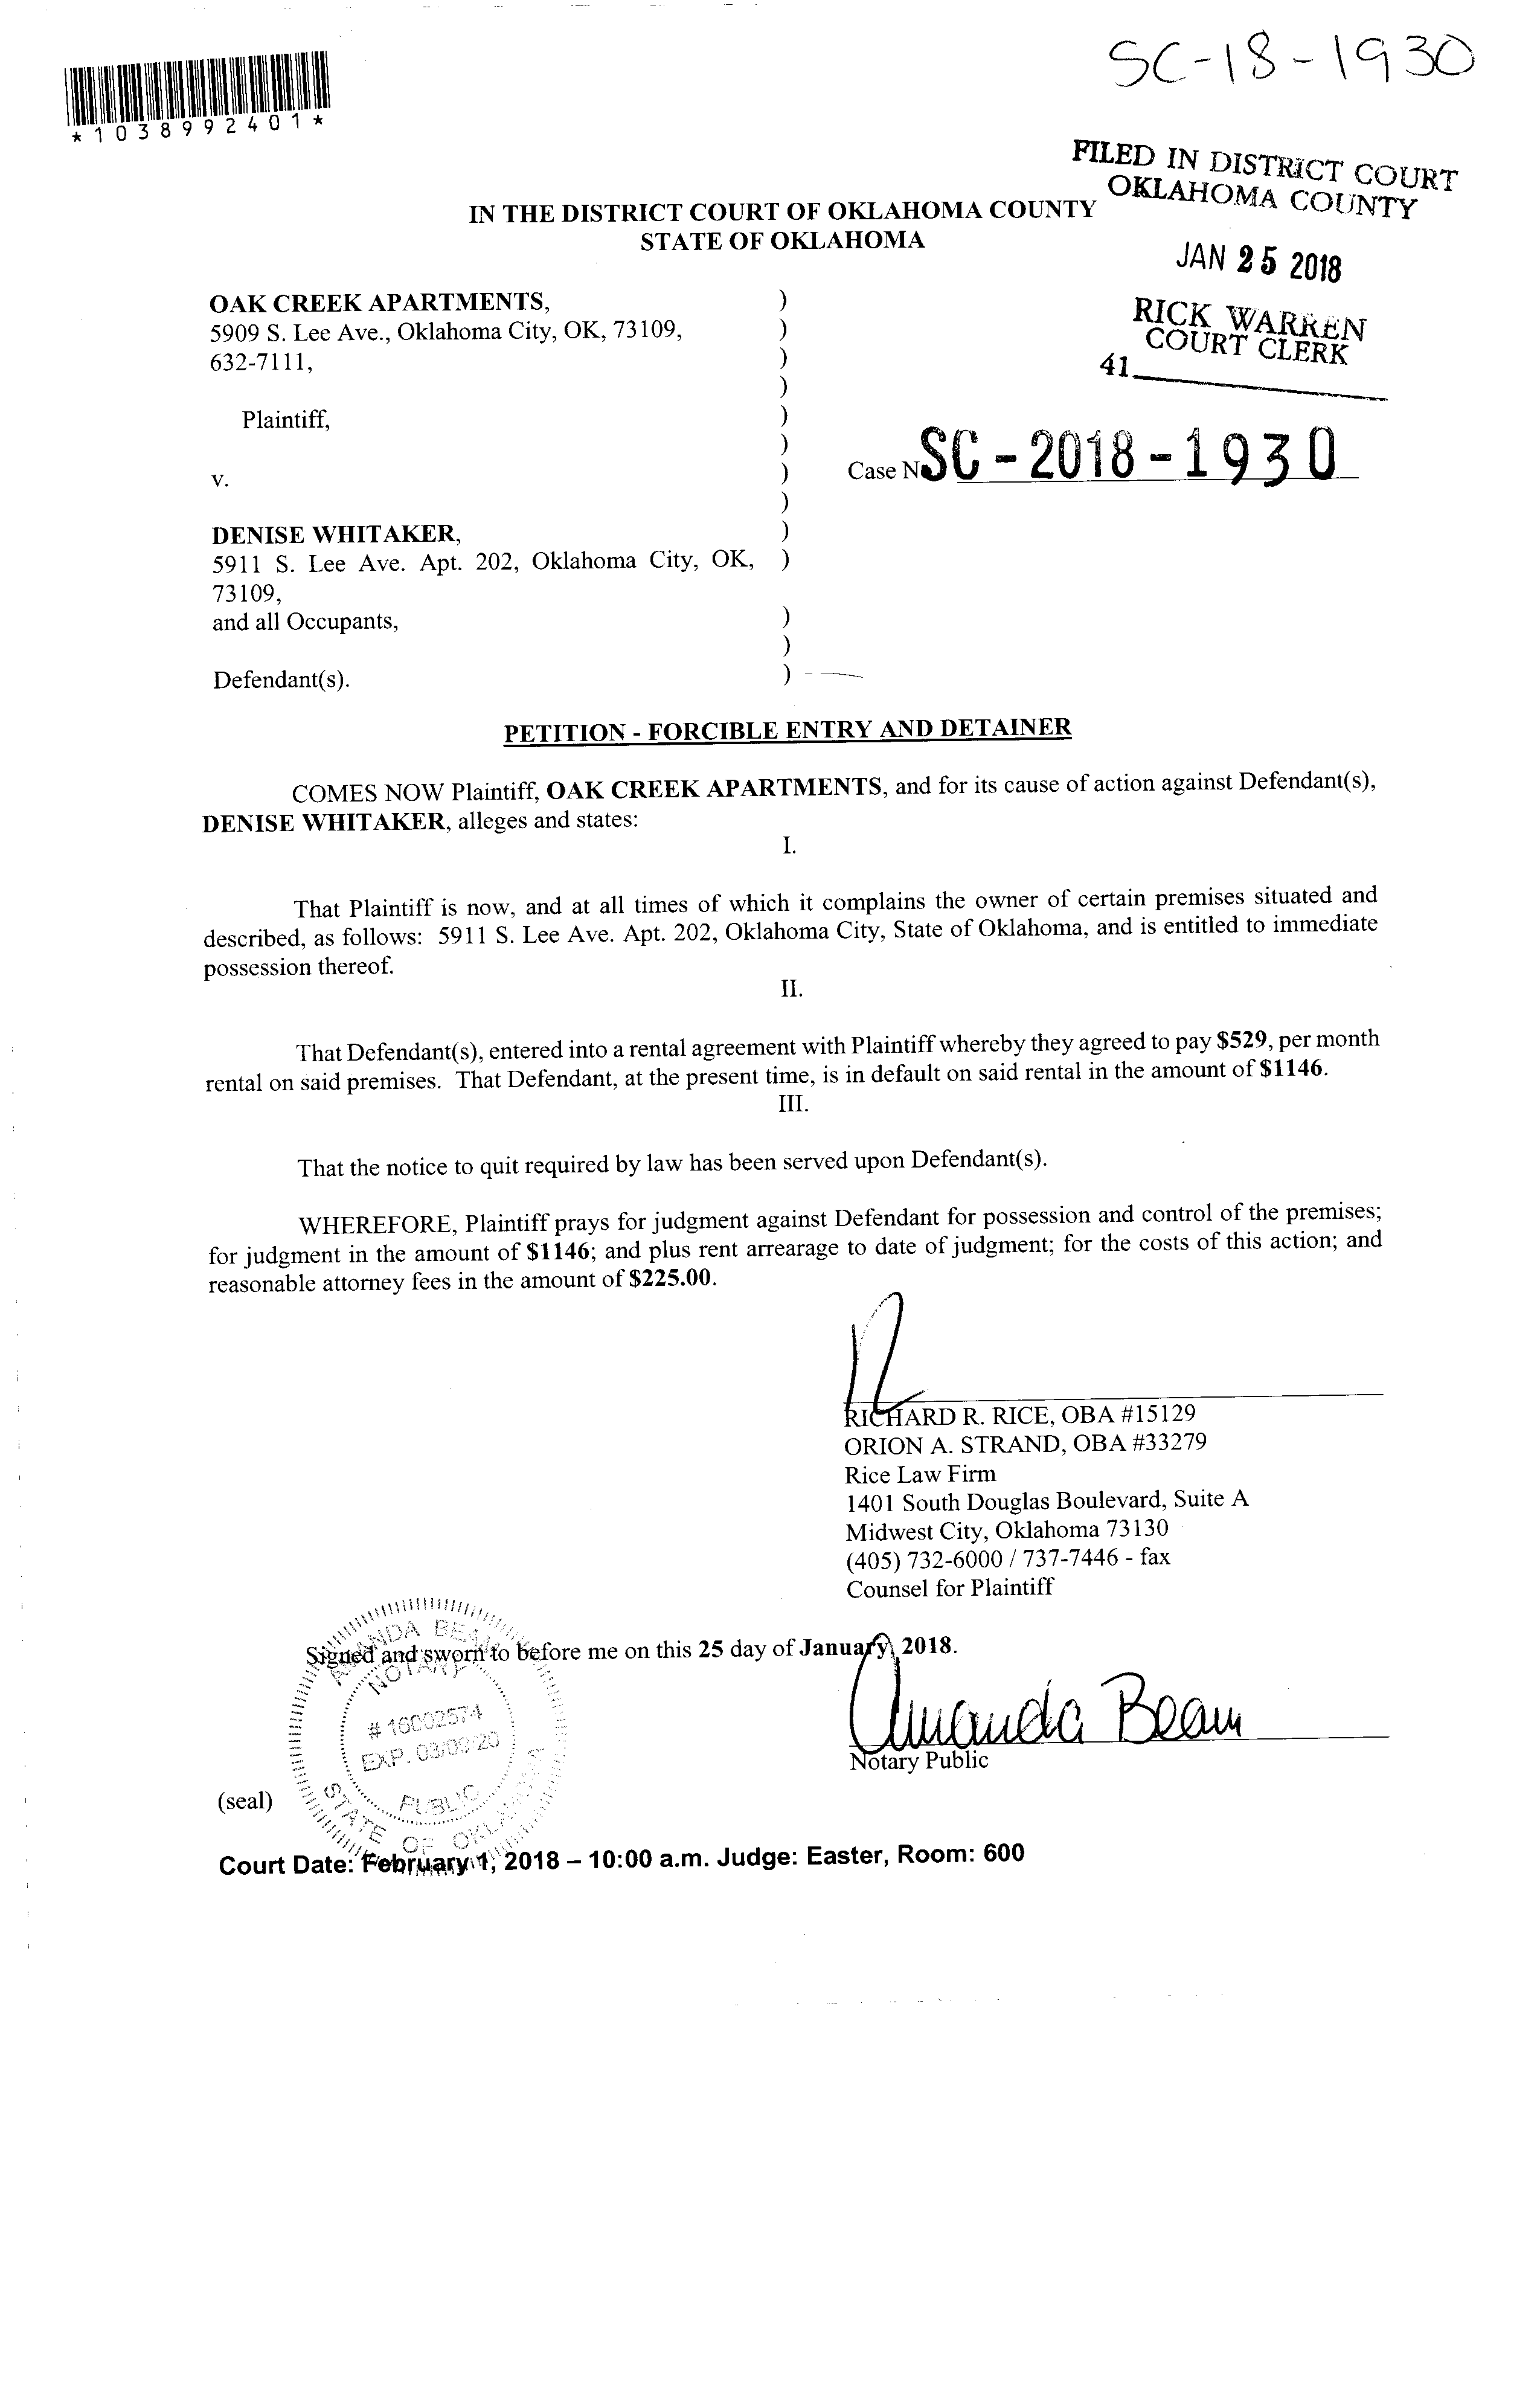 SC-18-1930
*1038992401*
FILED IN DISTRICT COURT
OKLAHOMA COUNTY
IN THE DISTRICT COURT OF OKLAHOMA COUNTY
STATE OF OKLAHOMA
JAN 25 2018
RICK WARREN
COURT CLERK
41
OAK CREEK APARTMENTS, )
5909 S. Lee Ave., Oklahoma City, OK, 73109, )
632-7111, )
)
Plaintiff, )
)
v. ) Case N SC-2018-1930
)
DENISE WHITAKER, )
5911 S. Lee Ave. Apt. 202, Oklahoma City, OK, )
73109,
and all Occupants, )
)
Defendant(s). )
PETITION - FORCIBLE ENTRY AND DETAINER
COMES NOW Plaintiff, OAK CREEK APARTMENTS, and for its cause of action against Defendant(s),
DENISE WHITAKER, alleges and states:
I.
That Plaintiff is now, and at all times of which it complains the owner of certain premises situated and
described, as follows: 5911 S. Lee Ave. Apt. 202, Oklahoma City, State of Oklahoma, and is entitled to immediate
possession thereof.
II.
That Defendant(s), entered into a rental agreement with Plaintiff whereby they agreed to pay $529, per month
rental on said premises. That Defendant, at the present time, is in default on said rental in the amount of $1146.
III.
That the notice to quit required by law has been served upon Defendant(s).
WHEREFORE, Plaintiff prays for judgment against Defendant for possession and control of the premises;
for judgment in the amount of $1146; and plus rent arrearage to date of judgment; for the costs of this action; and
reasonable attorney fees in the amount of $225.00.
RICHARD R. RICE, OBA #15129
ORION A. STRAND, OBA #33279
Rice Law Firm
1401 South Douglas Boulevard, Suite A
Midwest City, Oklahoma 73130
(405) 732-6000 / 737-7446 - fax
Counsel for Plaintiff
Signed and sworn to before me on this 25 day of January, 2018.
AMANDA BEAM
NOTARY
# 16002574
EXP. 03/09/20
PUBLIC
STATE OF OKLAHOMA
Amanda Beam
Notary Public
(seal)
Court Date: February 1, 2018 – 10:00 a.m. Judge: Easter, Room: 600